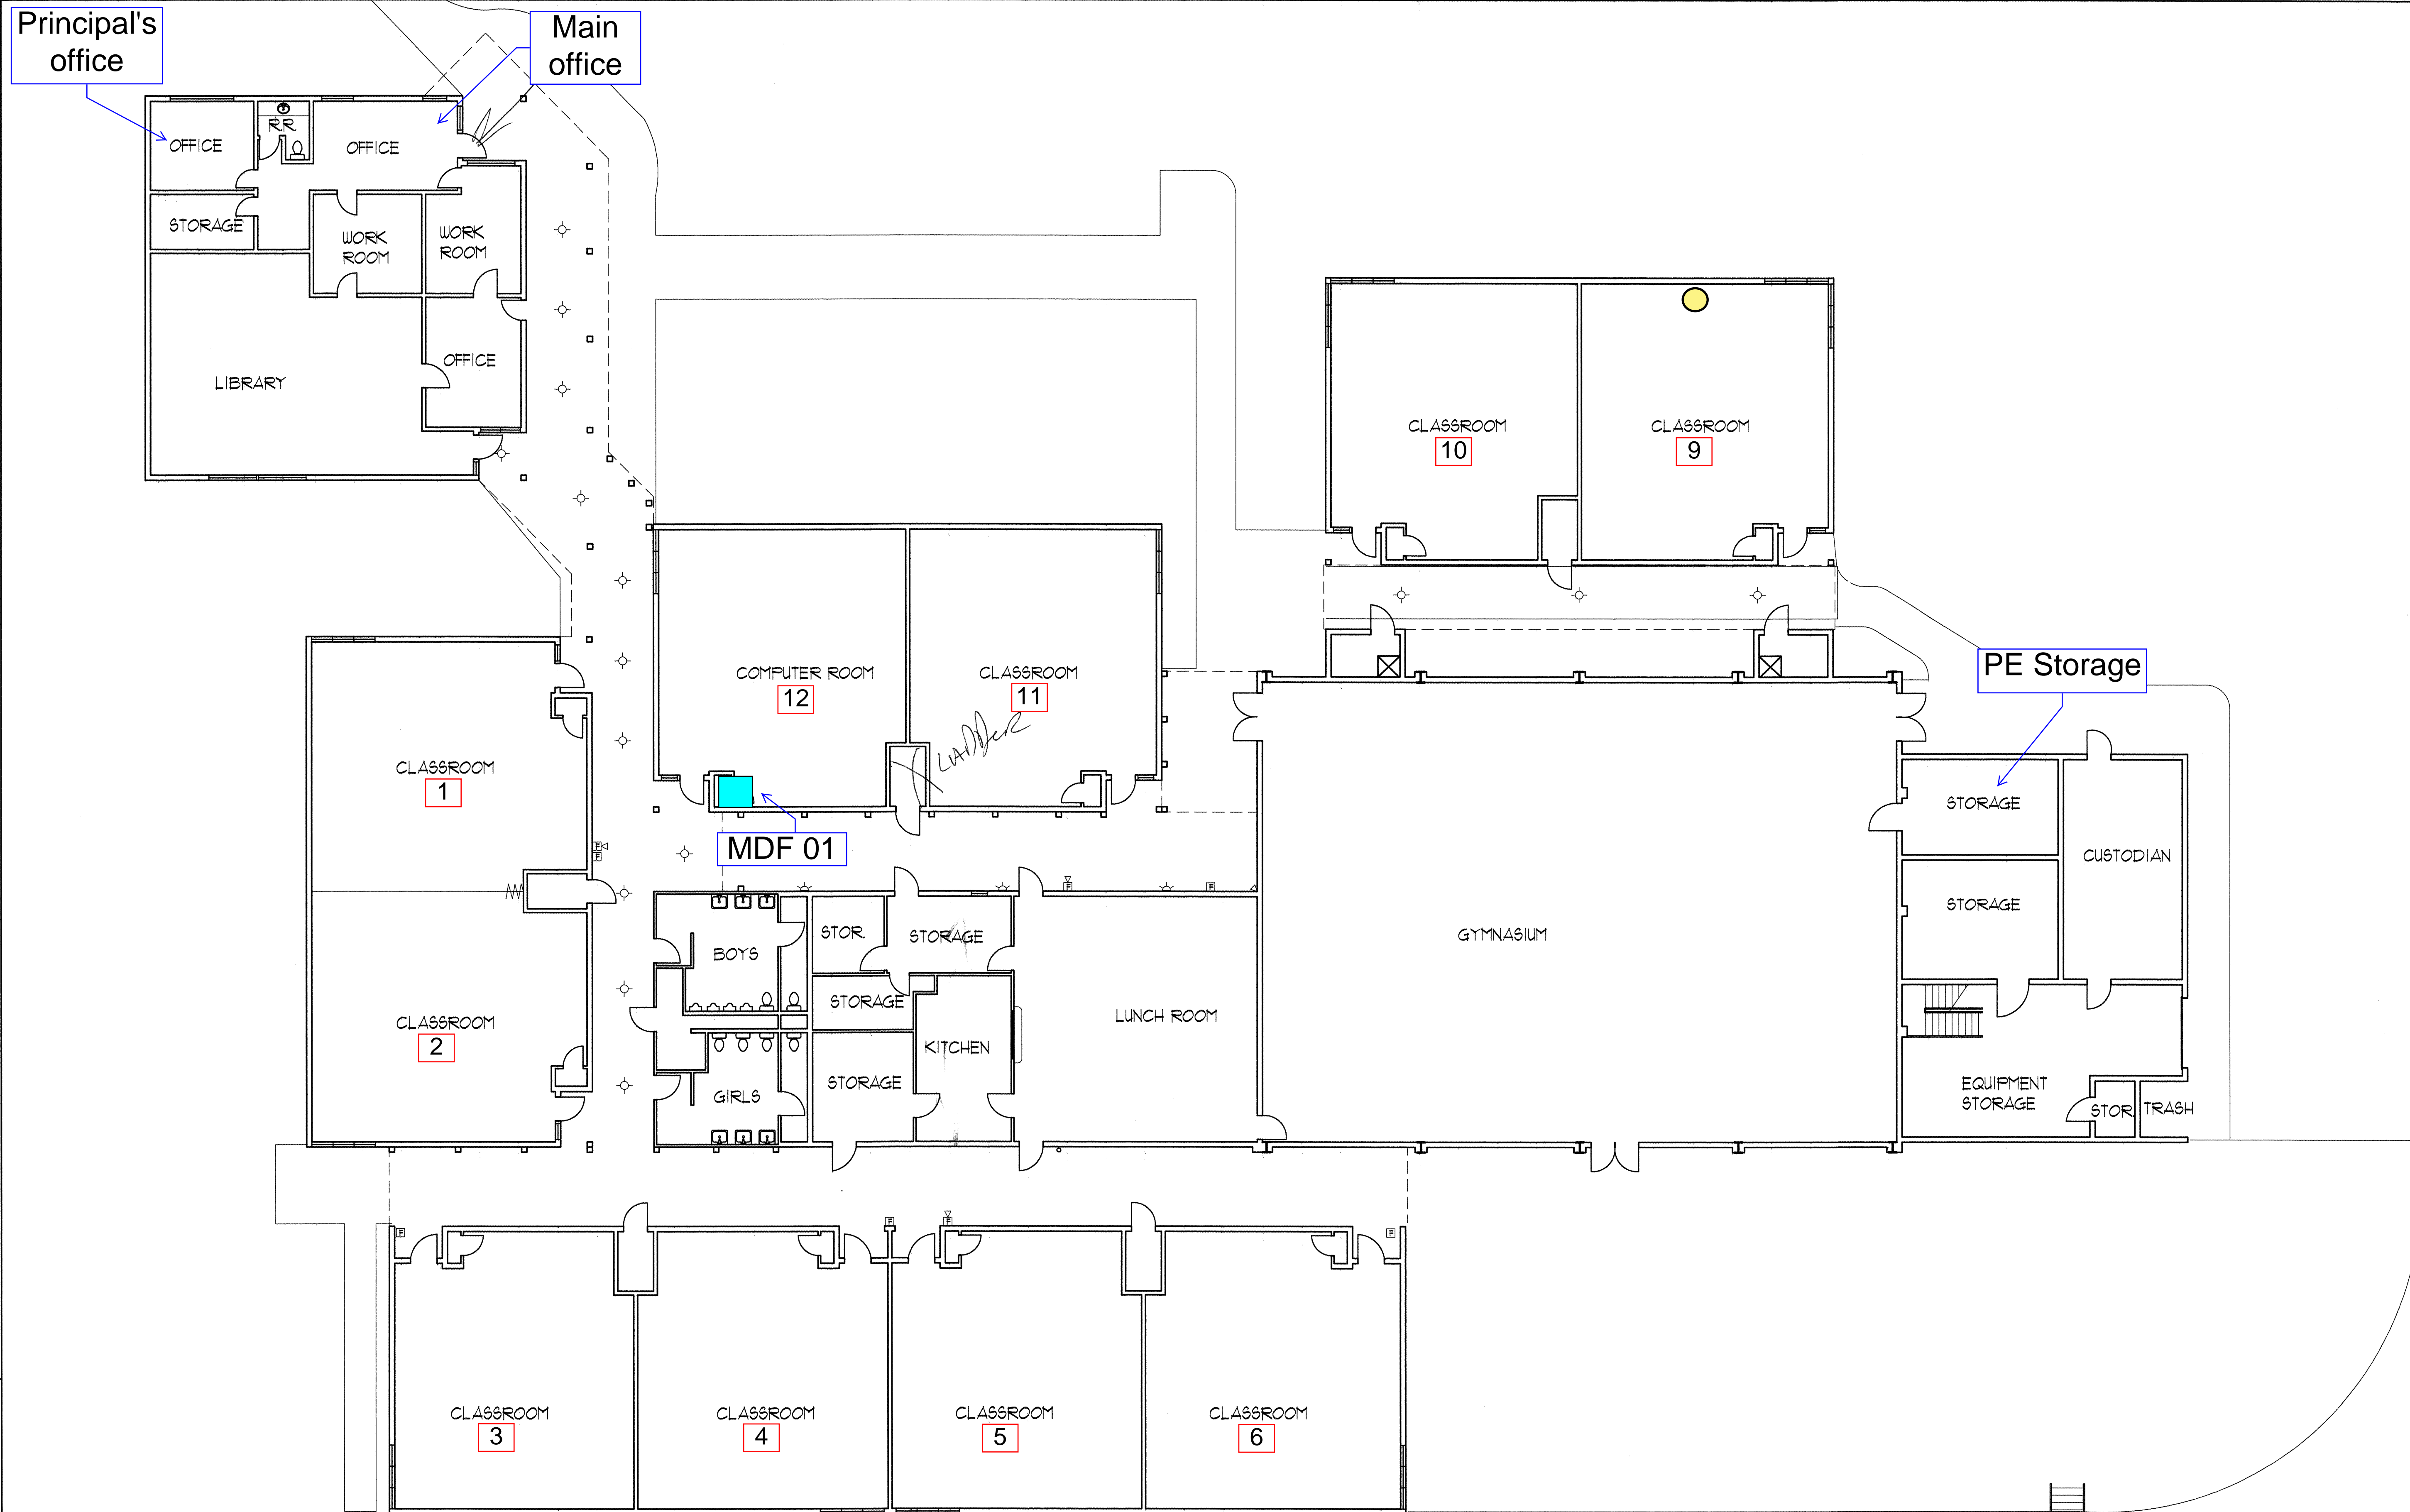 Principal's
office
Main
office
OFFICE
R.R.
OFFICE
STORAGE
WORK
ROOM
WORK
ROOM
OFFICE
LIBRARY
CLASSROOM
10
CLASSROOM
9
COMPUTER ROOM
12
CLASSROOM
11
LADDER
PE Storage
CLASSROOM
1
MDF 01
STORAGE
CUSTODIAN
STORAGE
F
F
F
F
BOYS
STOR.
STORAGE
GYMNASIUM
STORAGE
LUNCH ROOM
CLASSROOM
2
KITCHEN
STORAGE
GIRLS
EQUIPMENT
STORAGE
STOR.
TRASH
F
F
F
F
CLASSROOM
3
CLASSROOM
4
CLASSROOM
5
CLASSROOM
6